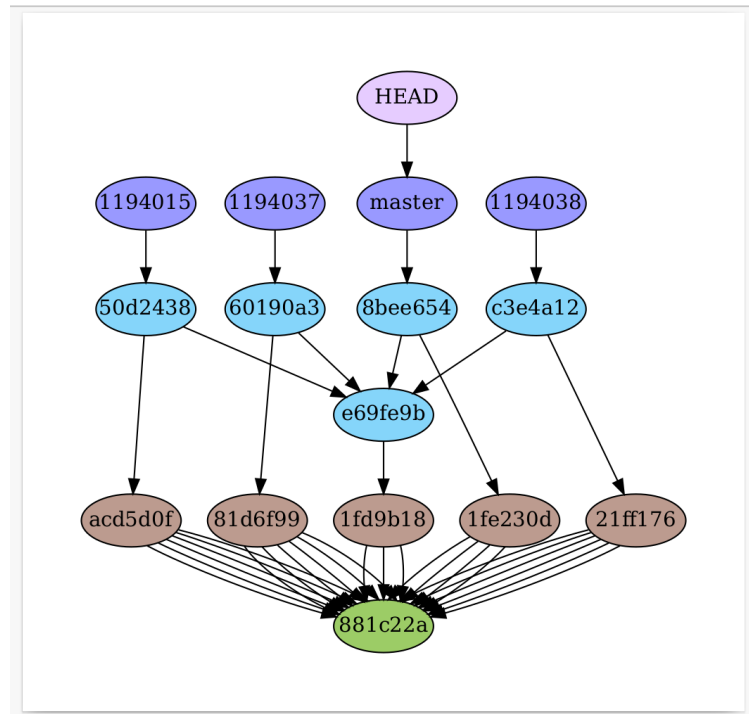 HEAD
1194015 1194037 master 1194038
50d2438 60190a3 8bee654 c3e4a12
e69fe9b
acd5d0f 81d6f99 1fd9b18 1fe230d 21ff176
881c22a